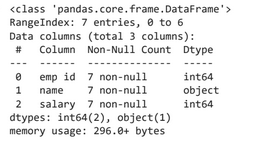 <class 'pandas.core.frame.DataFrame'>
RangeIndex: 7 entries, 0 to 6
Data columns (total 3 columns):
 #   Column  Non-Null Count  Dtype
---  ------  --------------  -----
 0   emp id  7 non-null      int64
 1   name    7 non-null      object
 2   salary  7 non-null      int64
dtypes: int64(2), object(1)
memory usage: 296.0+ bytes